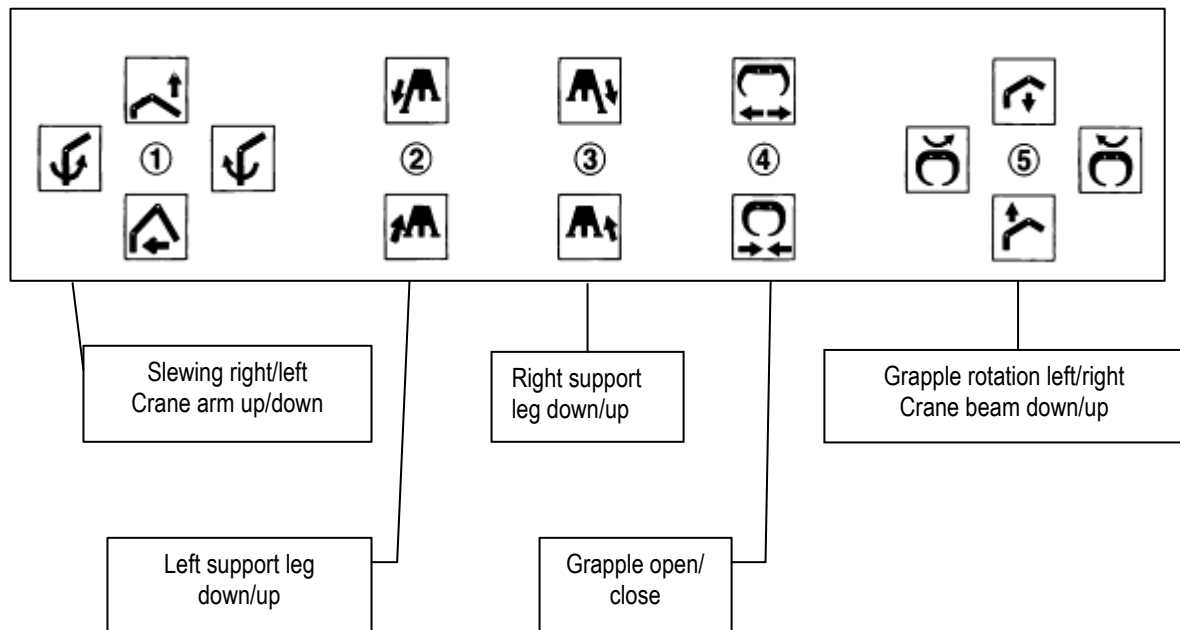 ① ② ③ ④ ⑤
Slewing right/left
Crane arm up/down
Right support
leg down/up
Grapple rotation left/right
Crane beam down/up
Left support leg
down/up
Grapple open/
close